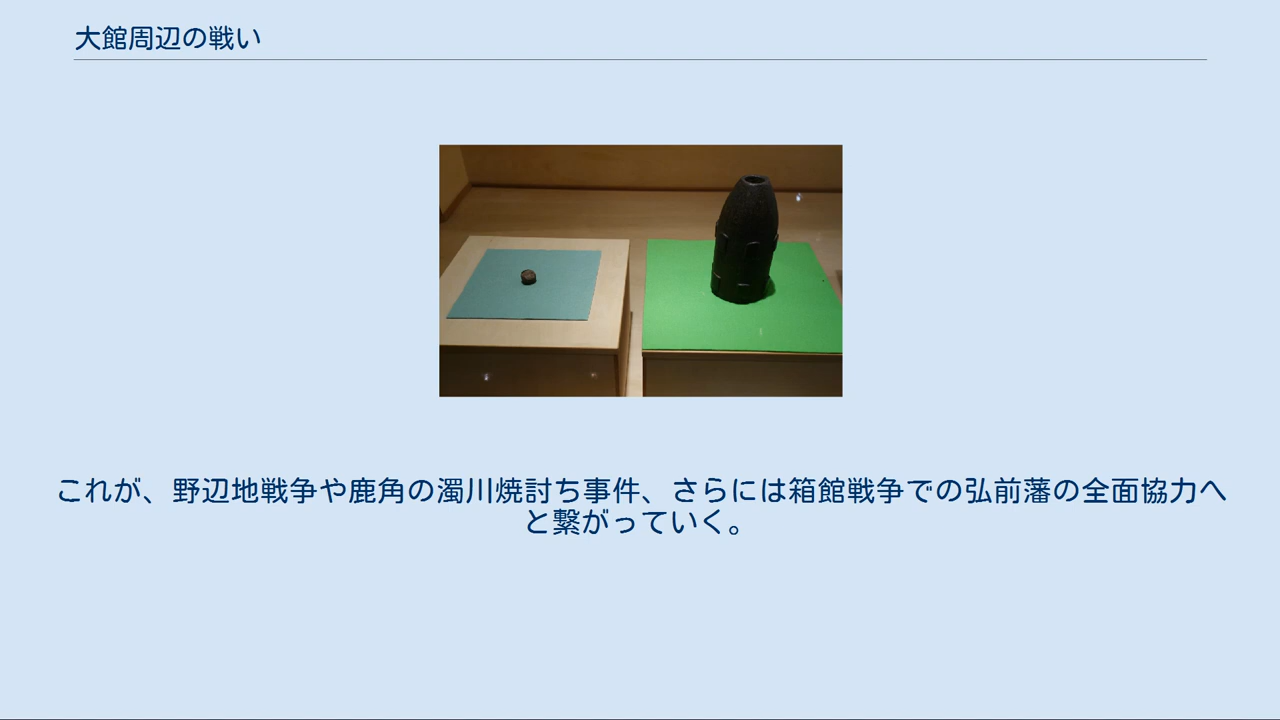 大館周辺の戦い
これが、野辺地戦争や鹿角の濁川焼討ち事件、さらには箱館戦争での弘前藩の全面協力へ
と繋がっていく。